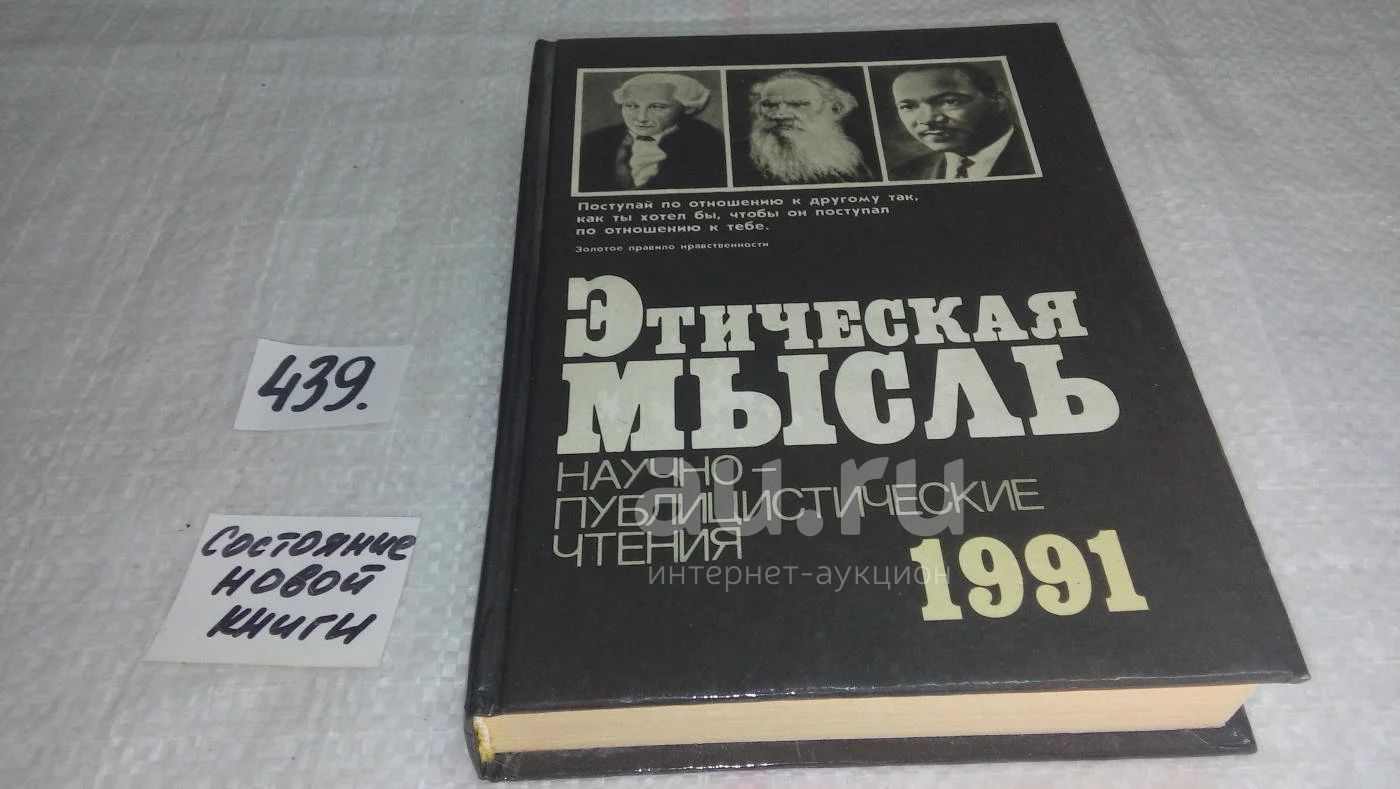 Поступай по отношению к другому так,
как ты хотел бы, чтобы он поступал
по отношению к тебе.
Золотое правило нравственности
Этическая
мысль
НАУЧНО-
ПУБЛИЦИСТИЧЕСКИЕ
ЧТЕНИЯ
1991
439.
Состояние
новой
книги
au.ru
интернет-аукцион